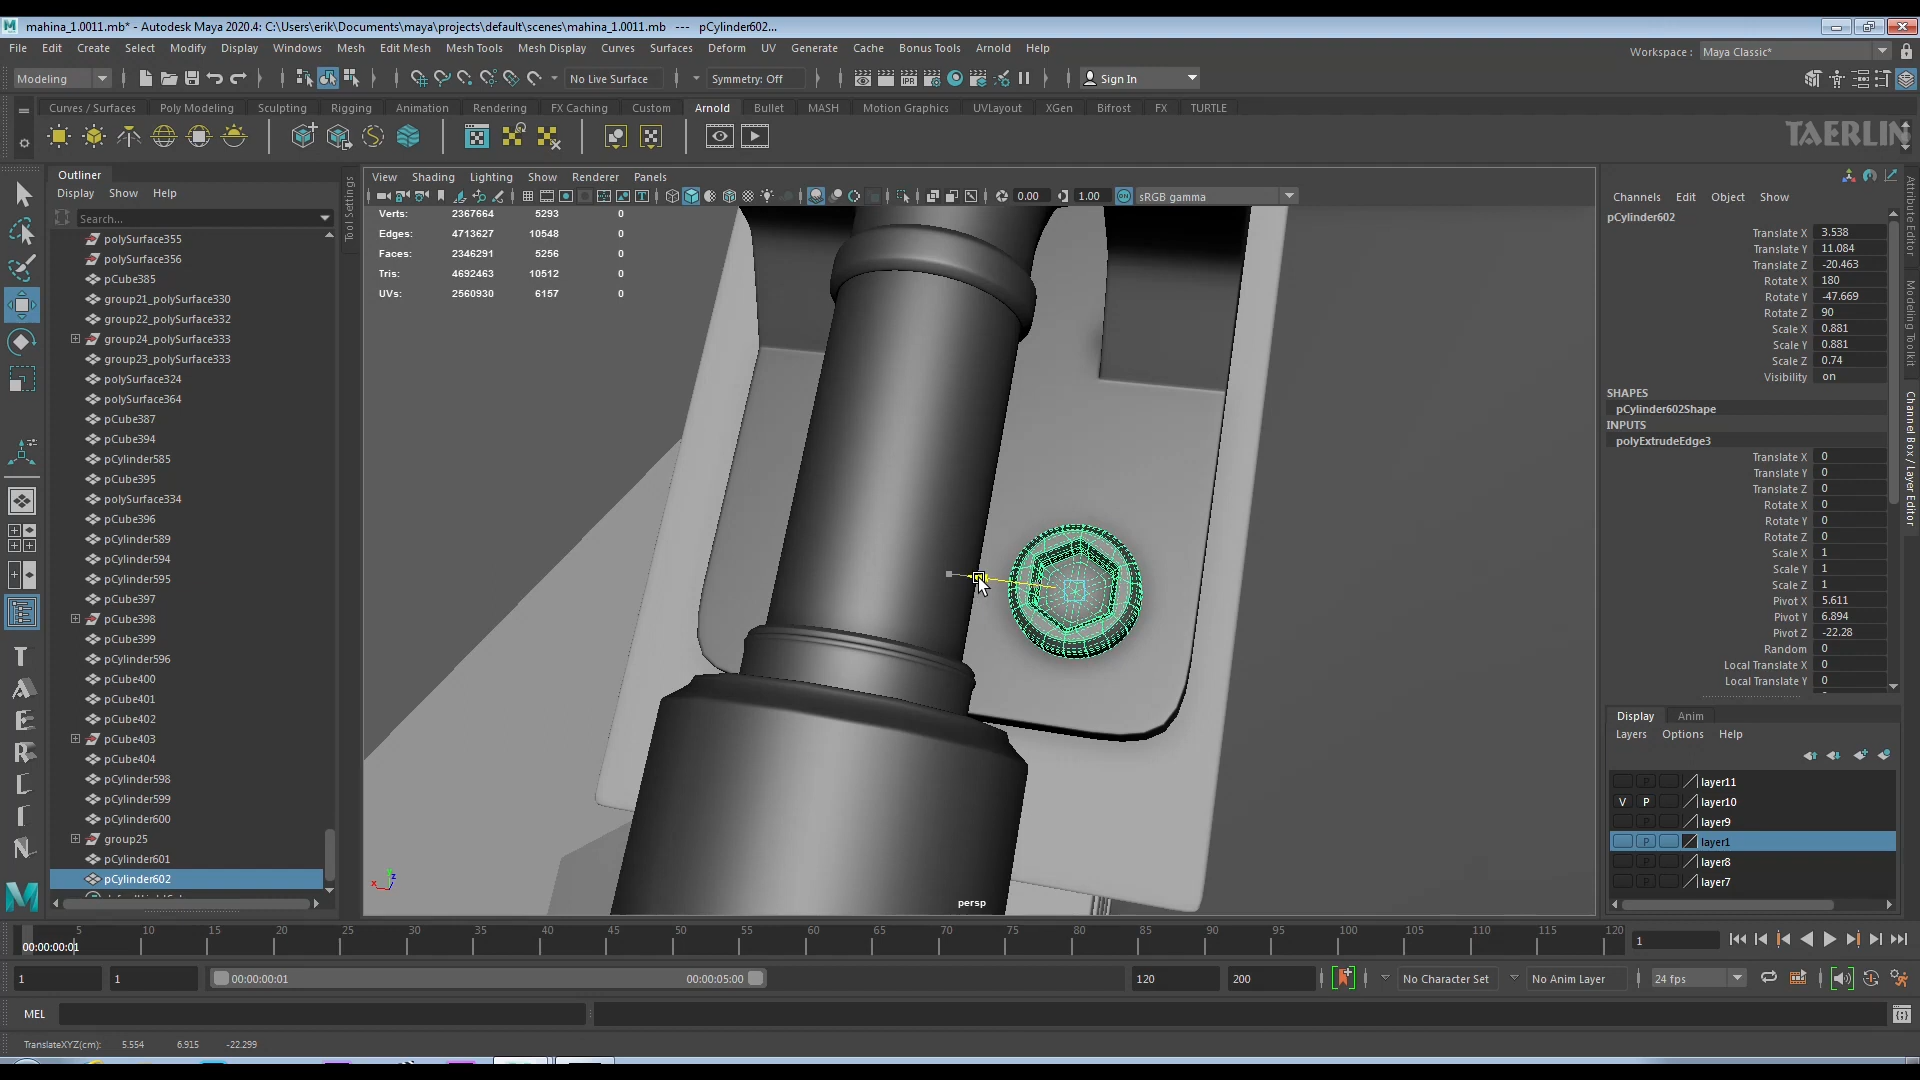 mahina_1.0011.mb* - Autodesk Maya 2020.4: C:\Users\erik\Documents\maya\projects\default\scenes\mahina_1.0011.mb --- pCylinder602...
File Edit Create Select Modify Display Windows Mesh Edit Mesh Mesh Tools Mesh Display Curves Surfaces Deform UV Generate Cache Bonus Tools Arnold Help
Workspace : Maya Classic*
Modeling No Live Surface Symmetry: Off Sign In
Curves / Surfaces Poly Modeling Sculpting Rigging Animation Rendering FX Caching Custom Arnold Bullet MASH Motion Graphics UVLayout XGen Bifrost FX TURTLE
TAERLIN
Outliner
Display Show Help
Search...
polySurface355
polySurface356
pCube385
group21_polySurface330
group22_polySurface332
group24_polySurface333
group23_polySurface333
polySurface324
polySurface364
pCube387
pCube394
pCylinder585
pCube395
polySurface334
pCube396
pCylinder589
pCylinder594
pCylinder595
pCube397
pCube398
pCube399
pCylinder596
pCube400
pCube401
pCube402
pCube403
pCube404
pCylinder598
pCylinder599
pCylinder600
group25
pCylinder601
pCylinder602
Tool Settings
View Shading Lighting Show Renderer Panels
0.00 1.00 ON sRGB gamma
Verts: 2367664 5293 0
Edges: 4713627 10548 0
Faces: 2346291 5256 0
Tris: 4692463 10512 0
UVs: 2560930 6157 0
y
z
x
persp
Channels Edit Object Show
pCylinder602
Translate X 3.538
Translate Y 11.084
Translate Z -20.463
Rotate X 180
Rotate Y -47.669
Rotate Z 90
Scale X 0.881
Scale Y 0.881
Scale Z 0.74
Visibility on
SHAPES
pCylinder602Shape
INPUTS
polyExtrudeEdge3
Translate X 0
Translate Y 0
Translate Z 0
Rotate X 0
Rotate Y 0
Rotate Z 0
Scale X 1
Scale Y 1
Scale Z 1
Pivot X 5.611
Pivot Y 6.894
Pivot Z -22.28
Random 0
Local Translate X 0
Local Translate Y 0
Display Anim
Layers Options Help
P layer11
V P layer10
P layer9
P layer1
P layer8
P layer7
Attribute Editor
Modeling Toolkit
Channel Box / Layer Editor
5 10 15 20 25 30 35 40 45 50 55 60 65 70 75 80 85 90 95 100 105 110 115 120
00:00:00:01
1
1 1 00:00:00:01 00:00:05:00 120 200 No Character Set No Anim Layer 24 fps
MEL
TranslateXYZ(cm): 5.554 6.915 -22.299